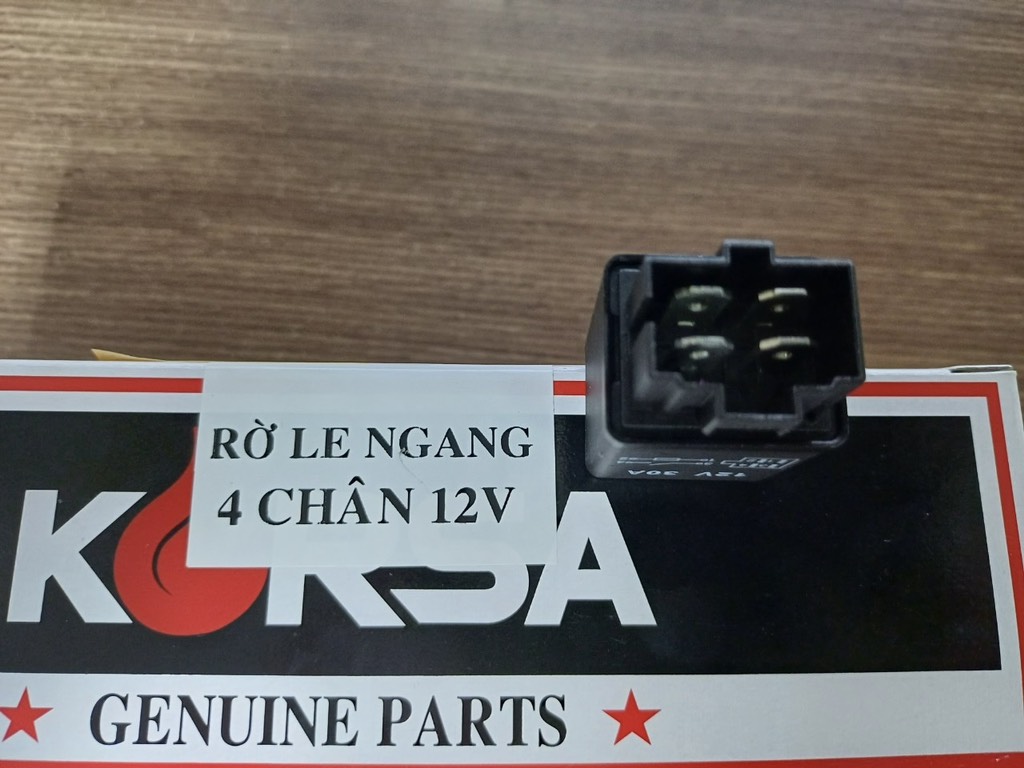 RỜ LE NGANG
4 CHÂN 12V
12V 30A
KORSA
GENUINE PARTS